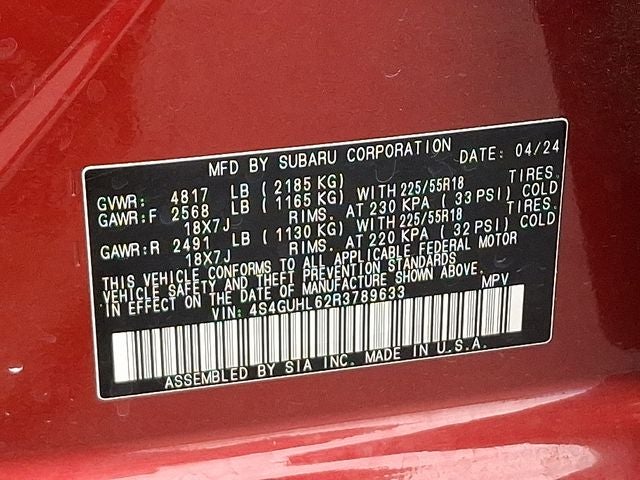 MFD BY SUBARU CORPORATION DATE: 04/24
GVWR: 4817 LB (2185 KG)
GAWR:F 2568 LB (1165 KG) WITH 225/55R18 TIRES.
18X7J RIMS. AT 230 KPA (33 PSI) COLD
GAWR:R 2491 LB (1130 KG) WITH 225/55R18 TIRES.
18X7J RIMS. AT 220 KPA (32 PSI) COLD
THIS VEHICLE CONFORMS TO ALL APPLICABLE FEDERAL MOTOR
VEHICLE SAFETY AND THEFT PREVENTION STANDARDS
IN EFFECT ON THE DATE OF MANUFACTURE SHOWN ABOVE.
VIN: 4S4GUHL62R3789633 MPV
ASSEMBLED BY SIA INC. MADE IN U.S.A.